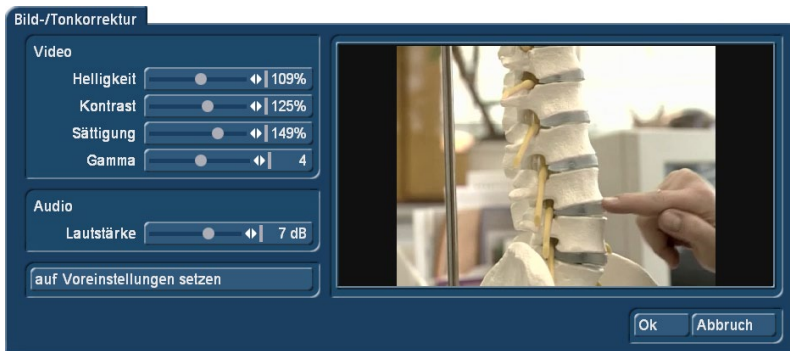 Bild-/Tonkorrektur
Video
Helligkeit 109%
Kontrast 125%
Sättigung 149%
Gamma 4
Audio
Lautstärke 7 dB
auf Voreinstellungen setzen
Ok Abbruch